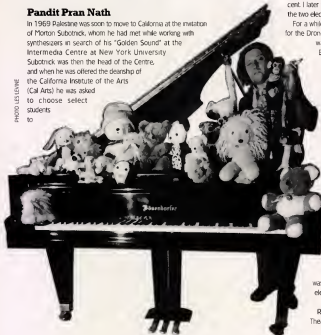 Pandit Pran Nath
In 1969 Palestine was soon to move to California at the invitation
of Morton Subotnick, whom he had met while working with
synthesizers in search of his "Golden Sound" at the
Intermedia Centre at New York University
Subotnick was then the head of the Centre,
and when he was offered the deanship of
the California Institute of the Arts
(Cal Arts) he was asked
to choose select
students
to
PHOTO LES LEVINE
Bösendorfer
cent. I later
the two elec
For a while
for the Dron
wa
E
was
ele
R
Thea